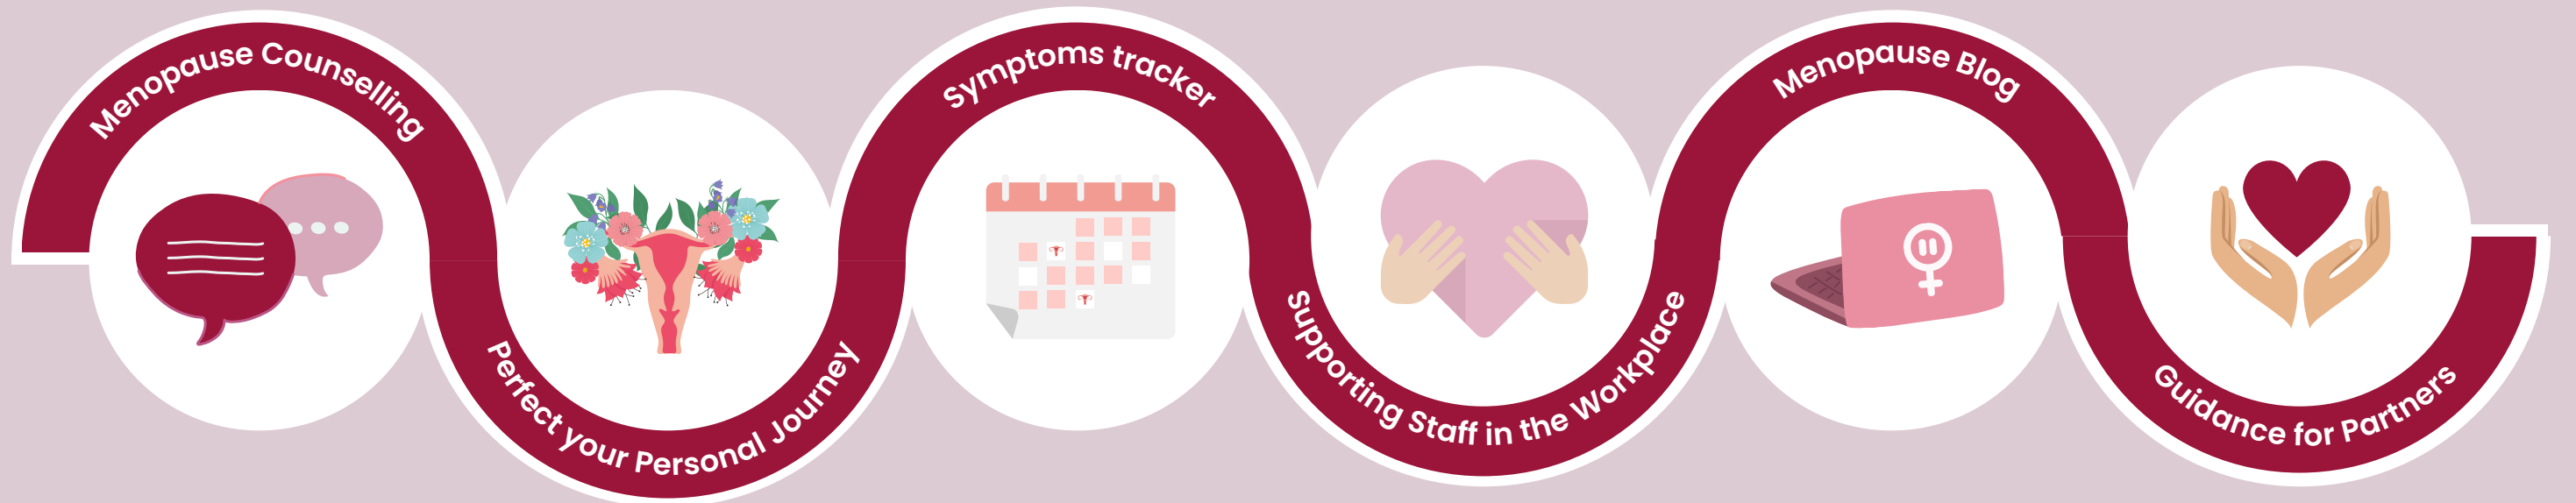 Menopause Counselling
Perfect your Personal Journey
Symptoms tracker
Supporting Staff in the Workplace
Menopause Blog
Guidance for Partners